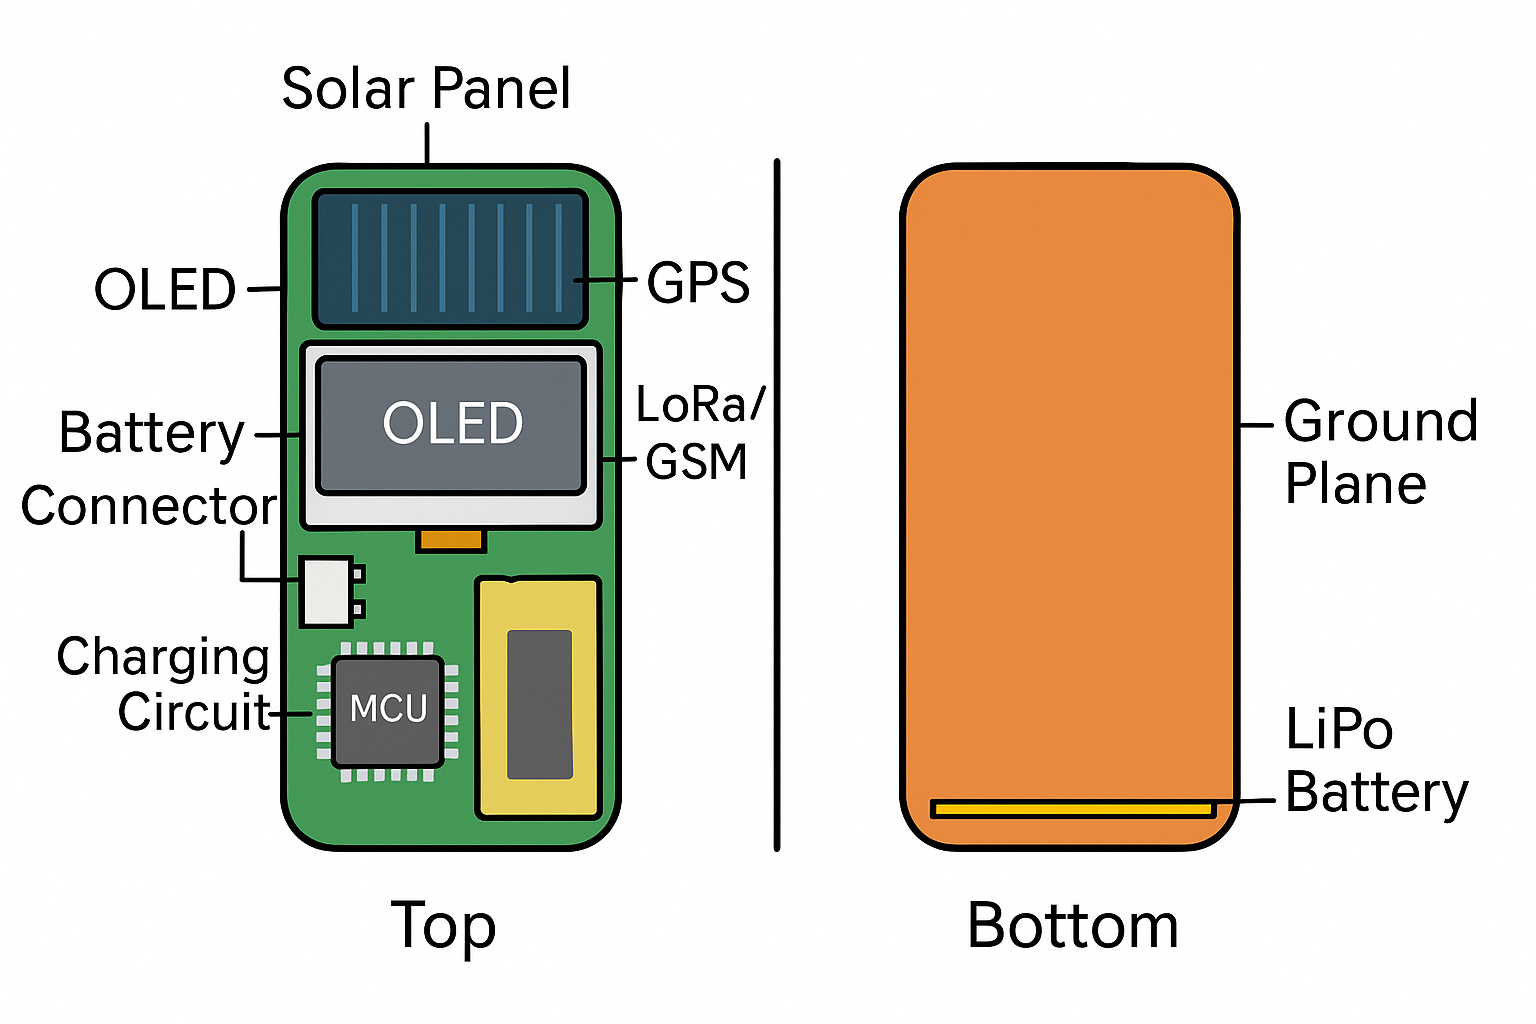 Solar Panel
OLED
GPS
Battery
Connector
OLED
LoRa/
GSM
Charging
Circuit
MCU
Top
Ground
Plane
LiPo
Battery
Bottom